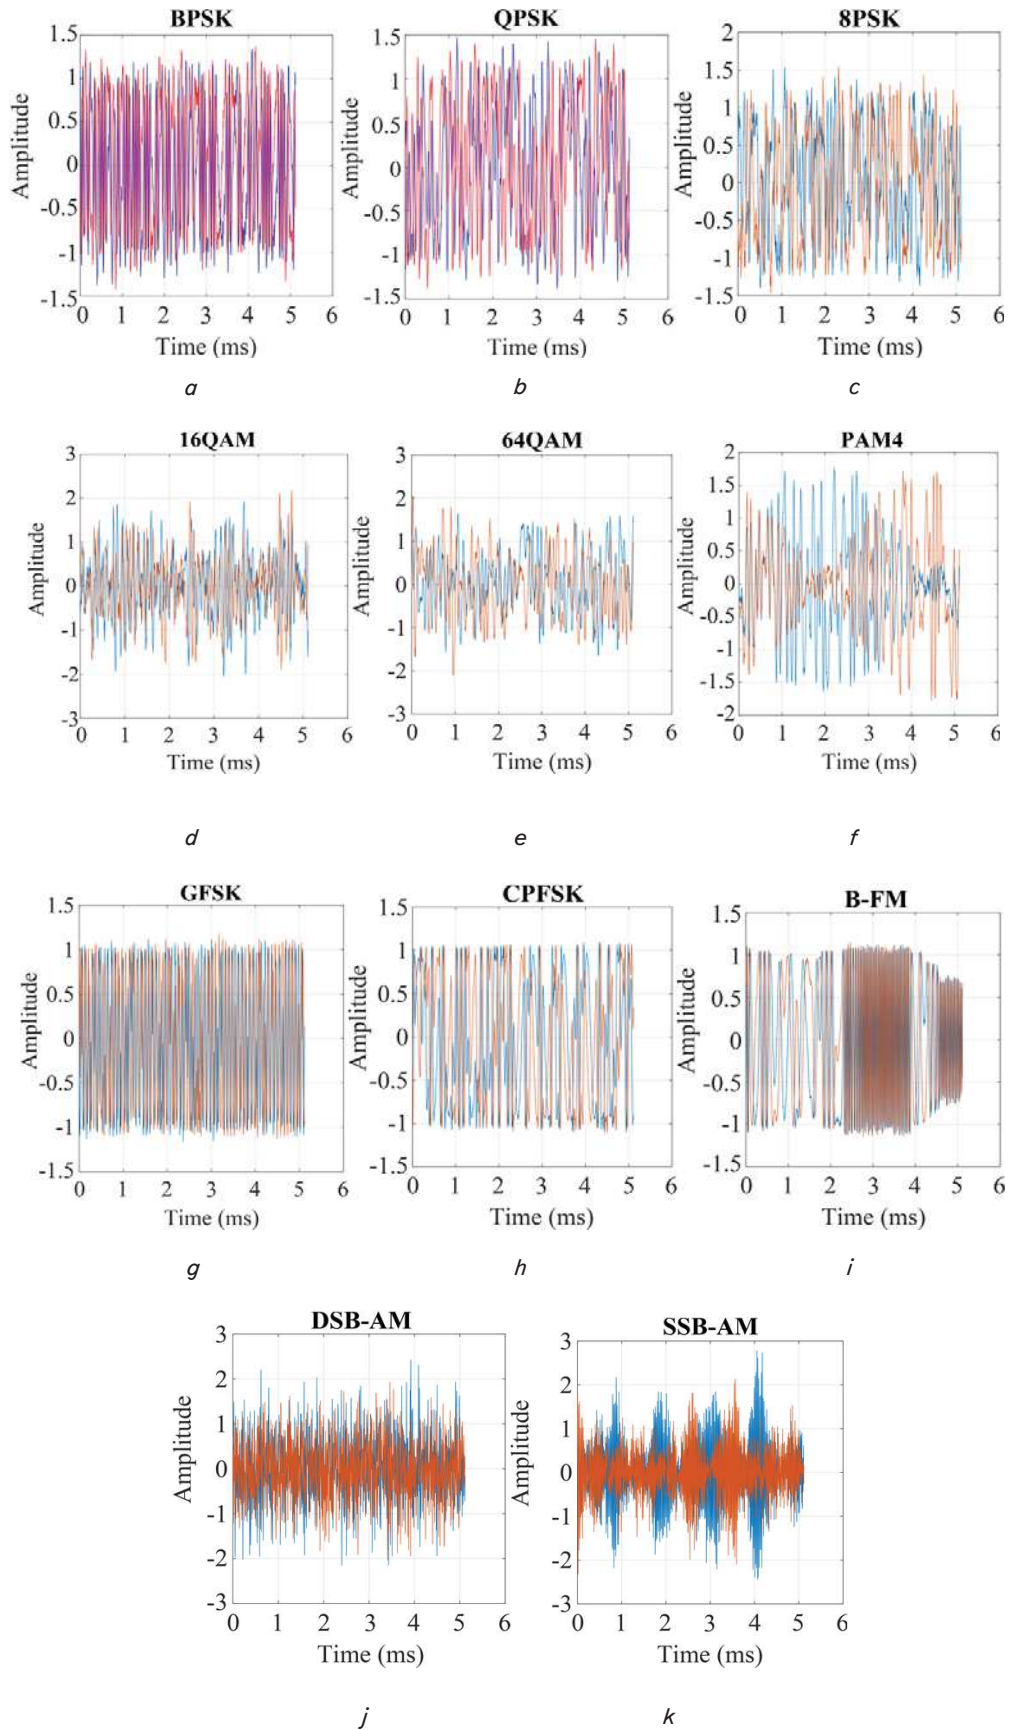 BPSK QPSK 8PSK
1.5 1 0.5 0 -0.5 -1 -1.5
Amplitude
0 1 2 3 4 5 6
Time (ms)
1.5 1 0.5 0 -0.5 -1 -1.5
Amplitude
0 1 2 3 4 5 6
Time (ms)
2 1.5 1 0.5 0 -0.5 -1 -1.5
Amplitude
0 1 2 3 4 5 6
Time (ms)
a b c
16QAM 64QAM PAM4
3 2 1 0 -1 -2 -3
Amplitude
0 1 2 3 4 5 6
Time (ms)
3 2 1 0 -1 -2 -3
Amplitude
0 1 2 3 4 5 6
Time (ms)
2 1.5 1 0.5 0 -0.5 -1 -1.5 -2
Amplitude
0 1 2 3 4 5 6
Time (ms)
d e f
GFSK CPFSK B-FM
1.5 1 0.5 0 -0.5 -1 -1.5
Amplitude
0 1 2 3 4 5 6
Time (ms)
1.5 1 0.5 0 -0.5 -1 -1.5
Amplitude
0 1 2 3 4 5 6
Time (ms)
1.5 1 0.5 0 -0.5 -1 -1.5
Amplitude
0 1 2 3 4 5 6
Time (ms)
g h i
DSB-AM SSB-AM
3 2 1 0 -1 -2 -3
Amplitude
0 1 2 3 4 5 6
Time (ms)
3 2 1 0 -1 -2 -3
Amplitude
0 1 2 3 4 5 6
Time (ms)
j k